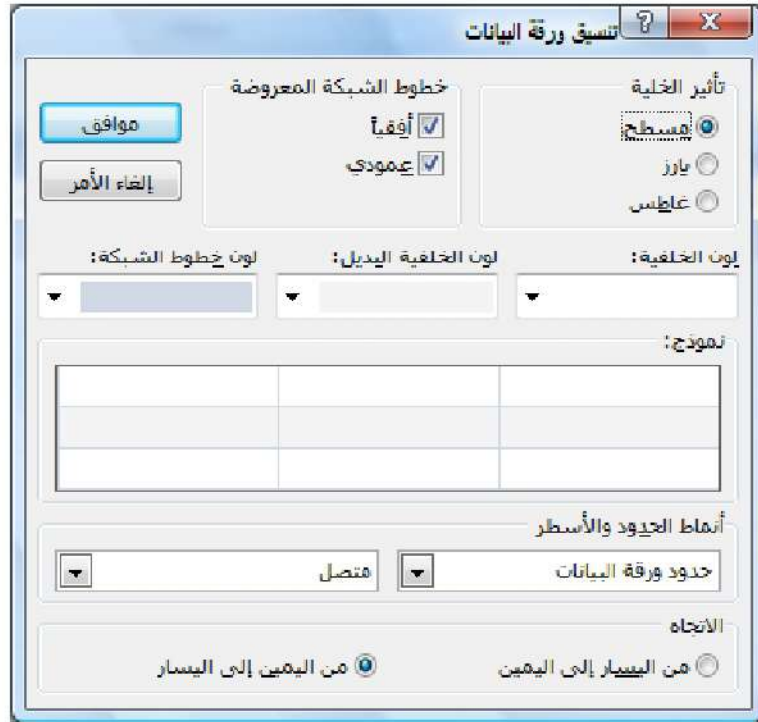 تنسيق ورقة البيانات
تأثير الخلية
مسطح
بارز
غاطس
خطوط الشبكة المعروضة
أفقياً
عمودي
موافق
إلغاء الأمر
لون الخلفية:
لون الخلفية البديل:
لون خطوط الشبكة:
نموذج:
أنماط الحدود والأسطر
حدود ورقة البيانات
متصل
الاتجاه
من اليسار إلى اليمين
من اليمين إلى اليسار